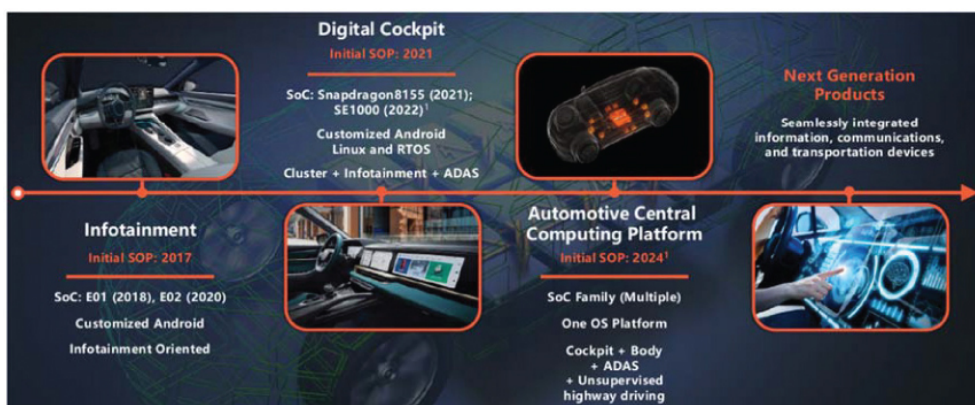 Digital Cockpit
Initial SOP: 2021
SoC: Snapdragon8155 (2021);
SE1000 (2022)1
Customized Android
Linux and RTOS
Cluster + Infotainment + ADAS
Next Generation
Products
Seamlessly integrated
information, communications,
and transportation devices
Infotainment
Initial SOP: 2017
SoC: E01 (2018), E02 (2020)
Customized Android
Infotainment Oriented
Automotive Central
Computing Platform
Initial SOP: 20241
SoC Family (Multiple)
One OS Platform
Cockpit + Body
+ ADAS
+ Unsupervised
highway driving